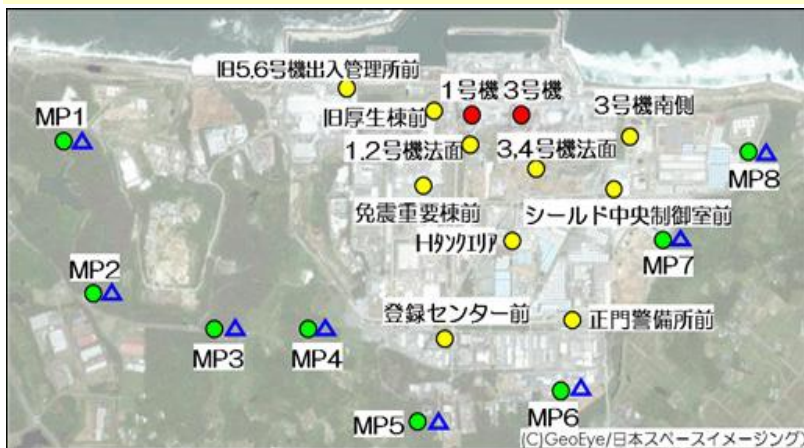 旧5,6号機出入管理所前
1号機
3号機
旧厚生棟前
3号機南側
MP1
1,2号機法面
3,4号機法面
MP8
免震重要棟前
シールド中央制御室前
Hタンクエリア
MP7
MP2
登録センター前
正門警備所前
MP3
MP4
MP5
MP6
(C)GeoEye/日本スペースイメージング